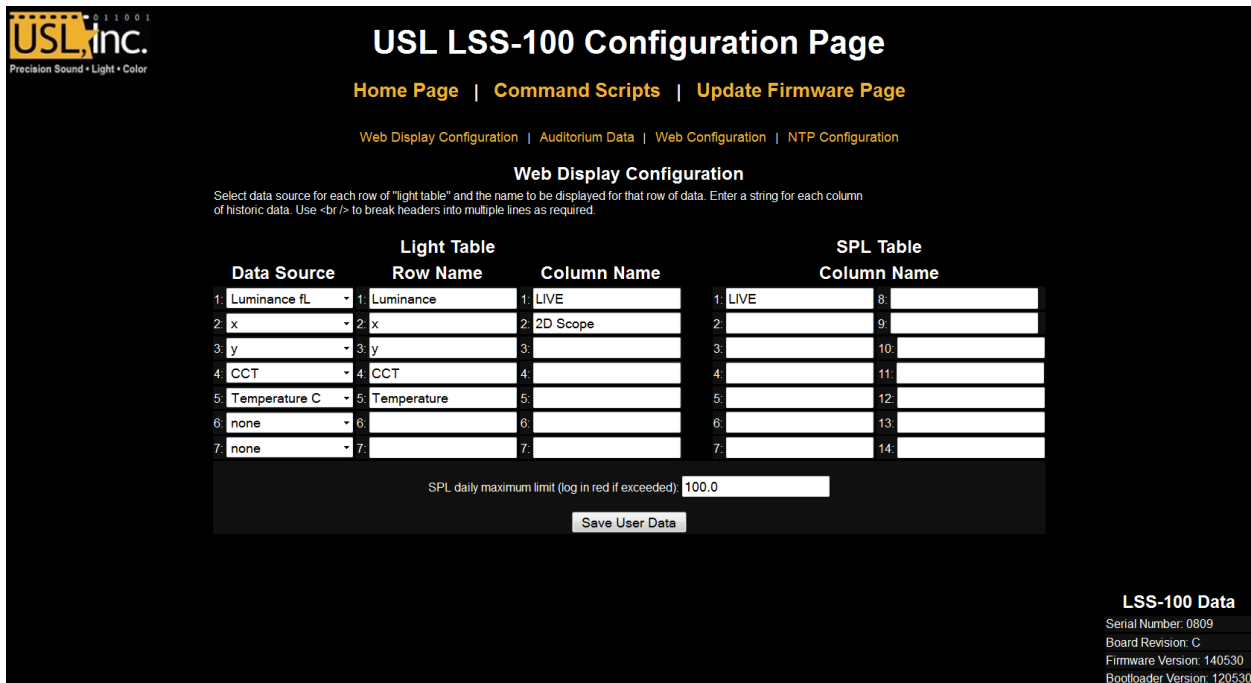 011001
USL, inc.
Precision Sound • Light • Color
USL LSS-100 Configuration Page
Home Page | Command Scripts | Update Firmware Page
Web Display Configuration | Auditorium Data | Web Configuration | NTP Configuration
Web Display Configuration
Select data source for each row of "light table" and the name to be displayed for that row of data. Enter a string for each column
of historic data. Use <br /> to break headers into multiple lines as required.
Light Table SPL Table
Data Source Row Name Column Name Column Name
1: Luminance fL 1: Luminance 1: LIVE 1: LIVE 8:
2: x 2: x 2: 2D Scope 2: 9:
3: y 3: y 3: 3: 10:
4: CCT 4: CCT 4: 4: 11:
5: Temperature C 5: Temperature 5: 5: 12:
6: none 6: 6: 6: 13:
7: none 7: 7: 7: 14:
SPL daily maximum limit (log in red if exceeded): 100.0
Save User Data
LSS-100 Data
Serial Number: 0809
Board Revision: C
Firmware Version: 140530
Bootloader Version: 120530